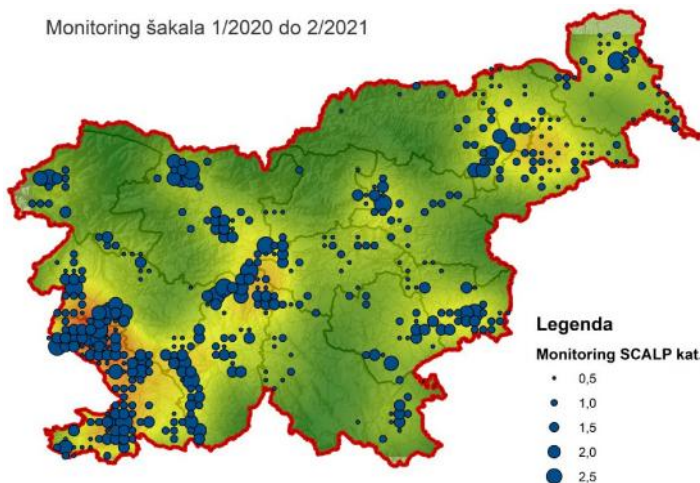 Monitoring šakala 1/2020 do 2/2021
Legenda
Monitoring SCALP kat.
0,5
1,0
1,5
2,0
2,5